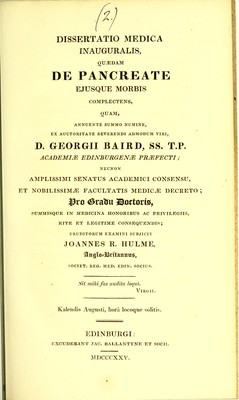 (2.)
DISSERTATIO MEDICA
INAUGURALIS,
QUÆDAM
DE PANCREATE
EJUSQUE MORBIS
COMPLECTENS,
QUAM,
ANNUENTE SUMMO NUMINE,
EX AUCTORITATE REVERENDI ADMODUM VIRI,
D. GEORGII BAIRD, SS. T.P.
ACADEMIÆ EDINBURGENÆ PRÆFECTI;
NECNON
AMPLISSIMI SENATUS ACADEMICI CONSENSU,
ET NOBILISSIMÆ FACULTATIS MEDICÆ DECRETO;
Pro Gradu Doctoris,
SUMMISQUE IN MEDICINA HONORIBUS AC PRIVILEGIIS,
RITE ET LEGITIME CONSEQUENDIS;
ERUDITORUM EXAMINI SUBJICIT
JOANNES R. HULME,
Anglo-Britannus,
SOCIET. REG. MED. EDIN. SOCIUS.
Sit mihi fas audita loqui.
VIRGIL.
Kalendis Augusti, horâ locoque solitis.
EDINBURGI:
EXCUDEBANT JAC. BALLANTYNE ET SOCII.
MDCCCXXV.